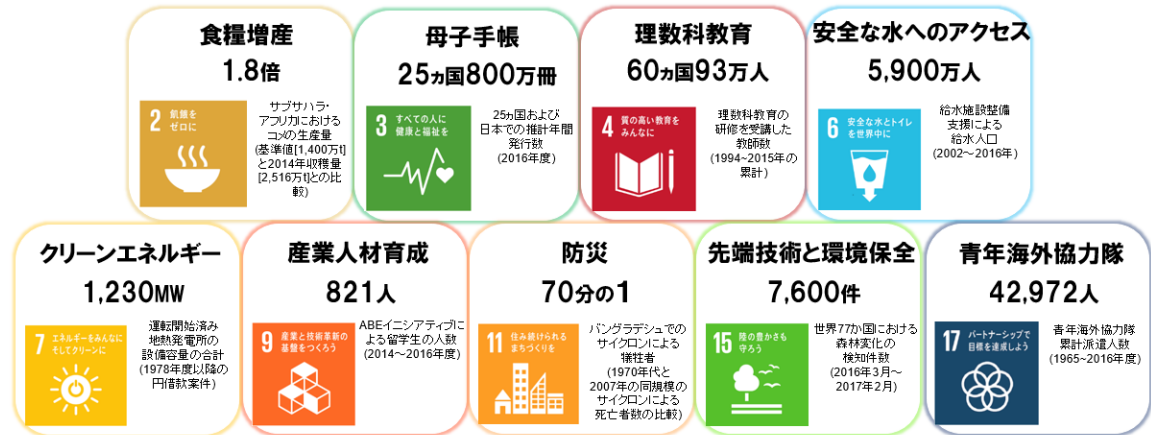 食糧増産
1.8倍
2 飢餓を
ゼロに
サブサハラ・
アフリカにおける
コメの生産量
(基準値[1,400万t]
と2014年収穫量
[2,516万t]との比
較)
母子手帳
25ヵ国800万冊
3 すべての人に
健康と福祉を
25ヵ国および
日本での推計年間
発行数
(2016年度)
理数科教育
60ヵ国93万人
4 質の高い教育を
みんなに
理数科教育の
研修を受講した
教師数
(1994~2015年の
累計)
安全な水へのアクセス
5,900万人
6 安全な水とトイレ
を世界中に
給水施設整備
支援による
給水人口
(2002～2016年)
クリーンエネルギー
1,230MW
7 エネルギーをみんなに
そしてクリーンに
運転開始済み
地熱発電所の
設備容量の合計
(1978年度以降の
円借款案件)
産業人材育成
821人
9 産業と技術革新の
基盤をつくろう
ABEイニシアティブに
よる留学生の人数
(2014～2016年度)
防災
70分の1
11 住み続けられる
まちづくりを
バングラデシュでの
サイクロンによる
犠牲者
(1970年代と
2007年の同規模の
サイクロンによる
死亡者数の比較)
先端技術と環境保全
7,600件
15 陸の豊かさも
守ろう
世界77か国における
森林変化の
検知件数
(2016年3月～
2017年2月)
青年海外協力隊
42,972人
17 パートナーシップで
目標を達成しよう
青年海外協力隊
累計派遣人数
(1965~2016年度)